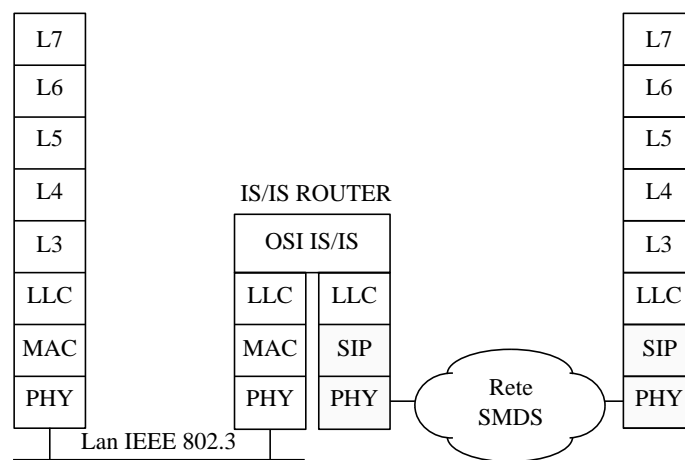 L7
L6
L5
L4
L3
LLC
MAC
PHY
Lan IEEE 802.3
IS/IS ROUTER
OSI IS/IS
LLC
MAC
PHY
LLC
SIP
PHY
Rete
SMDS
L7
L6
L5
L4
L3
LLC
SIP
PHY